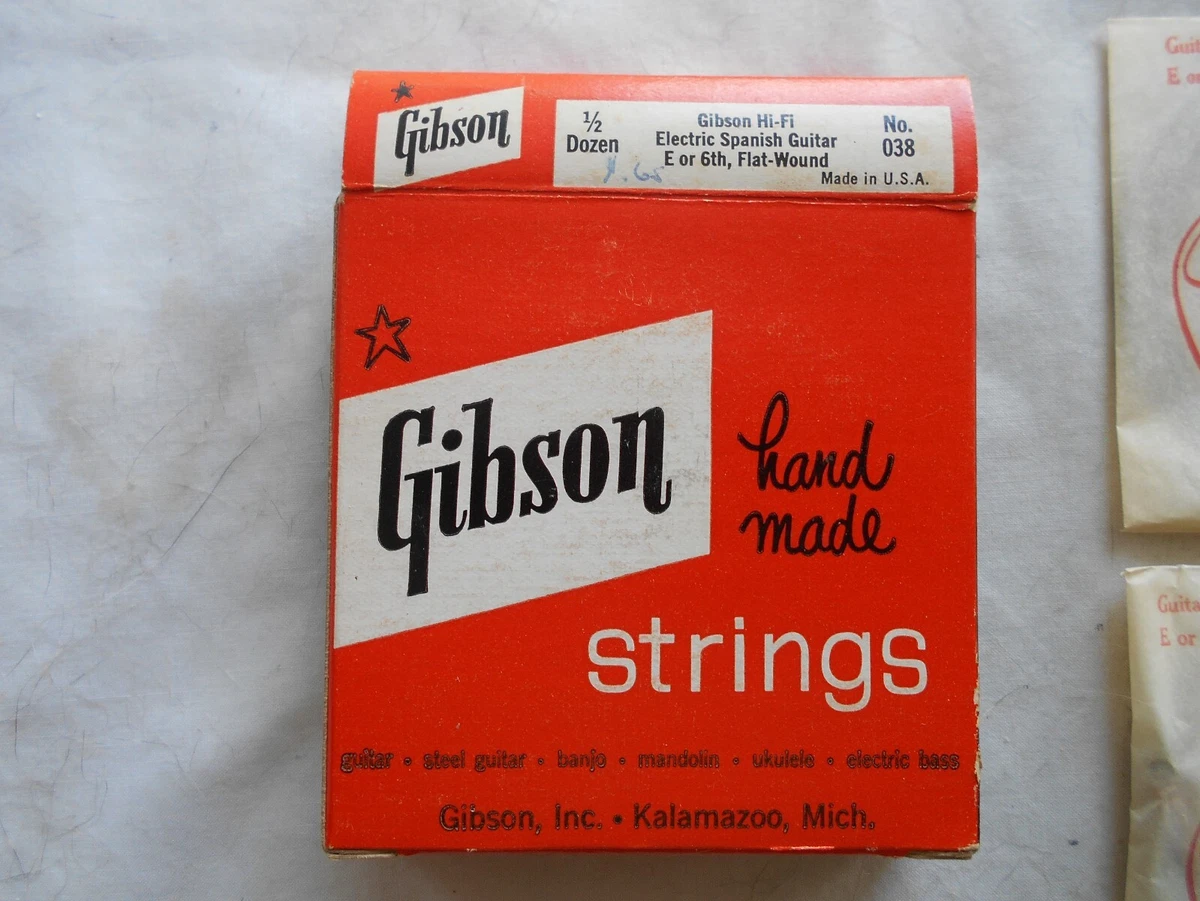 Gibson
½
Dozen
Gibson Hi-Fi
Electric Spanish Guitar
E or 6th, Flat-Wound
No.
038
Made in U.S.A.
Gibson
hand
made
strings
guitar • steel guitar • banjo • mandolin • ukulele • electric bass
Gibson, Inc. • Kalamazoo, Mich.
E or